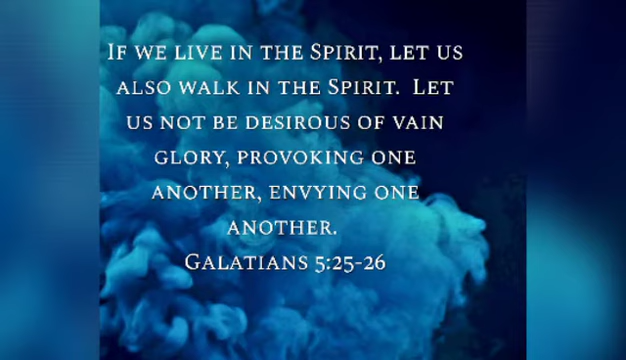 If we live in the Spirit, let us
also walk in the Spirit. Let
us not be desirous of vain
glory, provoking one
another, envying one
another.
Galatians 5:25-26